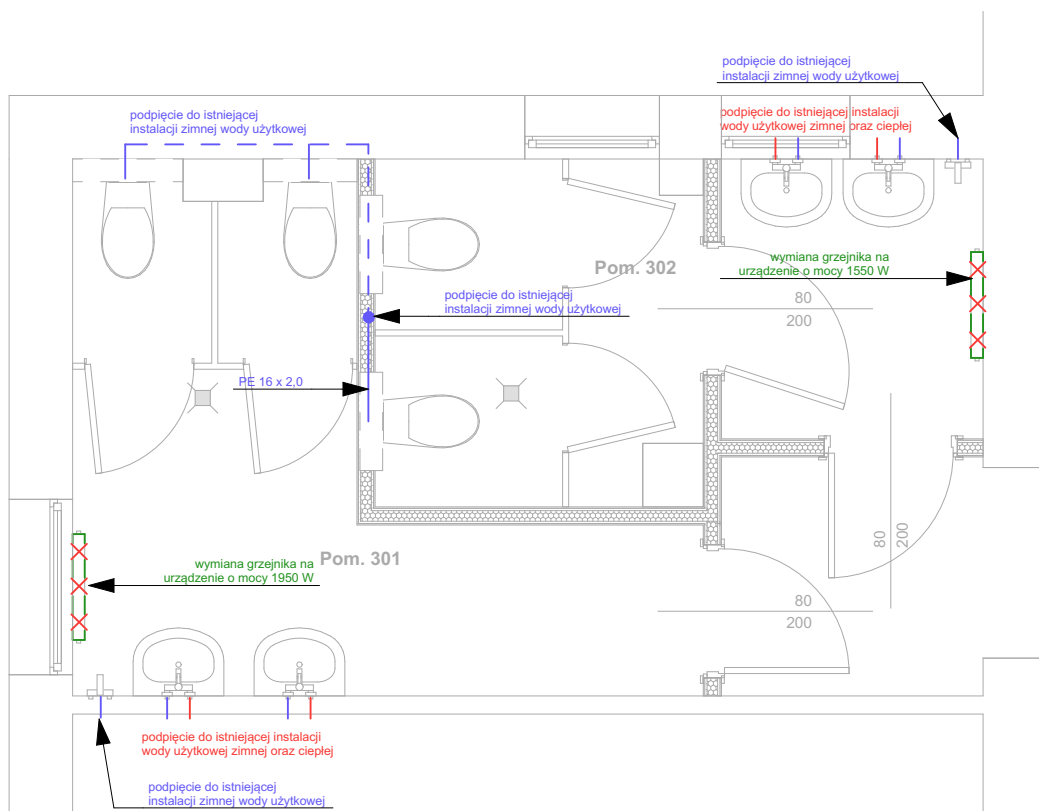 podpięcie do istniejącej
instalacji zimnej wody użytkowej
podpięcie do istniejącej
instalacji zimnej wody użytkowej
podpięcie do istniejącej instalacji
wody użytkowej zimnej oraz ciepłej
Pom. 302
wymiana grzejnika na
urządzenie o mocy 1550 W
podpięcie do istniejącej
instalacji zimnej wody użytkowej
80
200
PE 16 x 2,0
80
200
Pom. 301
wymiana grzejnika na
urządzenie o mocy 1950 W
80
200
podpięcie do istniejącej instalacji
wody użytkowej zimnej oraz ciepłej
podpięcie do istniejącej
instalacji zimnej wody użytkowej